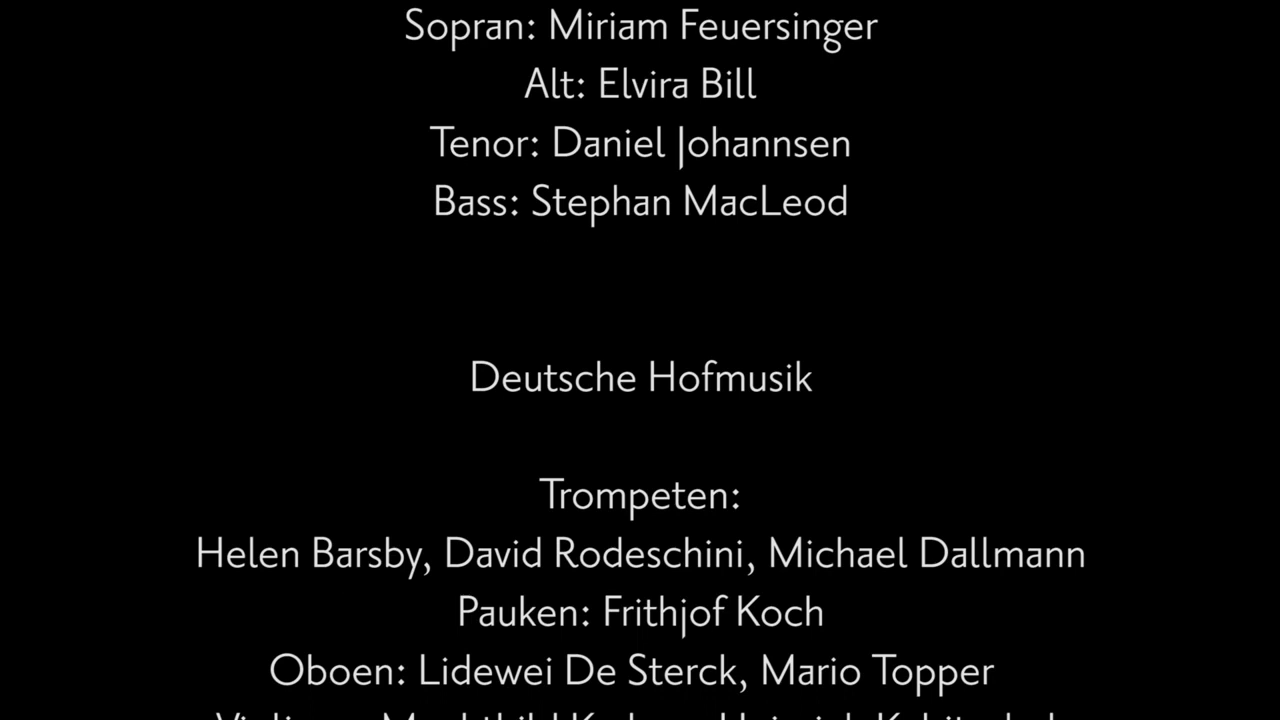 Sopran: Miriam Feuersinger
Alt: Elvira Bill
Tenor: Daniel Johannsen
Bass: Stephan MacLeod
Deutsche Hofmusik
Trompeten:
Helen Barsby, David Rodeschini, Michael Dallmann
Pauken: Frithjof Koch
Oboen: Lidewei De Sterck, Mario Topper